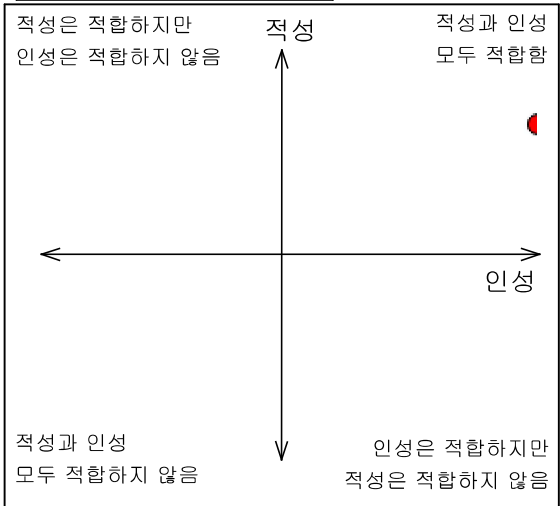 적성은 적합하지만
인성은 적합하지 않음
적성
적성과 인성
모두 적합함
인성
적성과 인성
모두 적합하지 않음
인성은 적합하지만
적성은 적합하지 않음